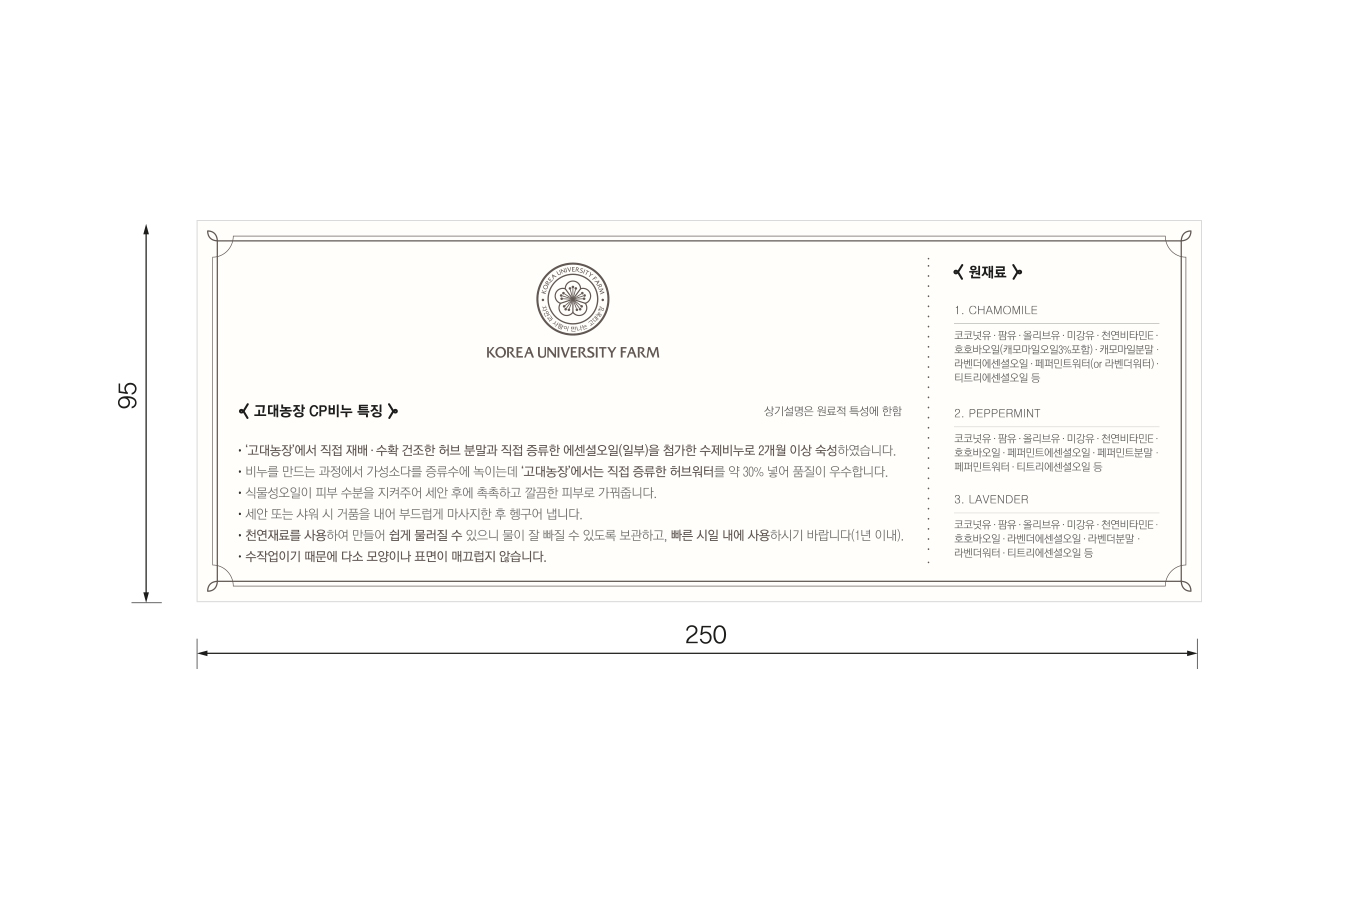 KOREA UNIVERSITY FARM
자연과 사람이 만나는 고대농장
KOREA UNIVERSITY FARM
고대농장 CP비누 특징
상기설명은 원료적 특성에 한함
• '고대농장'에서 직접 재배 · 수확 건조한 허브 분말과 직접 증류한 에센셜오일(일부)을 첨가한 수제비누로 2개월 이상 숙성하였습니다.
• 비누를 만드는 과정에서 가성소다를 증류수에 녹이는데 '고대농장'에서는 직접 증류한 허브워터를 약 30% 넣어 품질이 우수합니다.
• 식물성오일이 피부 수분을 지켜주어 세안 후에 촉촉하고 깔끔한 피부로 가꿔줍니다.
• 세안 또는 샤워 시 거품을 내어 부드럽게 마사지한 후 헹구어 냅니다.
• 천연재료를 사용하여 만들어 쉽게 물러질 수 있으니 물이 잘 빠질 수 있도록 보관하고, 빠른 시일 내에 사용하시기 바랍니다(1년 이내).
• 수작업이기 때문에 다소 모양이나 표면이 매끄럽지 않습니다.
원재료
1. CHAMOMILE
코코넛유 · 팜유 · 올리브유 · 미강유 · 천연비타민E ·
호호바오일(캐모마일오일3%포함) · 캐모마일분말 ·
라벤더에센셜오일 · 페퍼민트워터(or 라벤더워터) ·
티트리에센셜오일 등
2. PEPPERMINT
코코넛유 · 팜유 · 올리브유 · 미강유 · 천연비타민E ·
호호바오일 · 페퍼민트에센셜오일 · 페퍼민트분말 ·
페퍼민트워터 · 티트리에센셜오일 등
3. LAVENDER
코코넛유 · 팜유 · 올리브유 · 미강유 · 천연비타민E ·
호호바오일 · 라벤더에센셜오일 · 라벤더분말 ·
라벤더워터 · 티트리에센셜오일 등
95
250